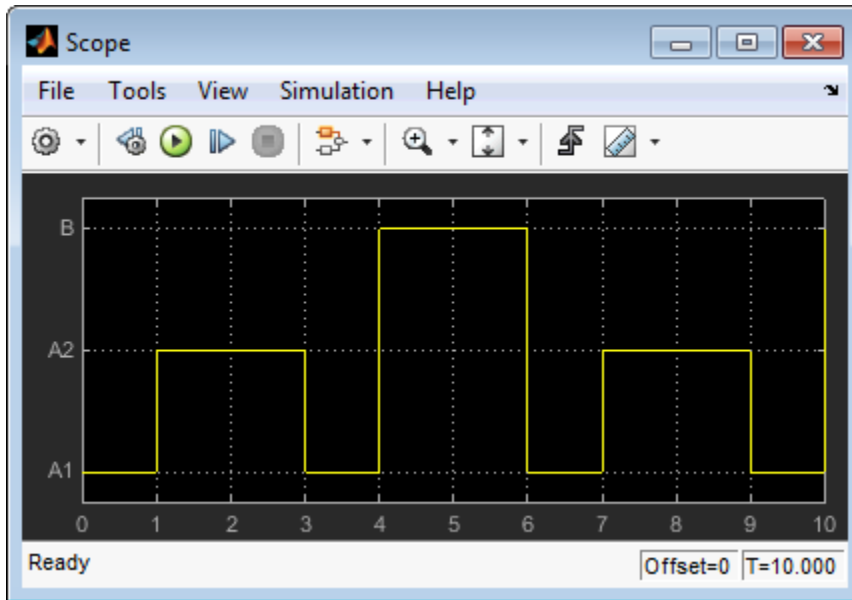 Scope
File Tools View Simulation Help
B
A2
A1
0 1 2 3 4 5 6 7 8 9 10
Ready Offset=0 T=10.000